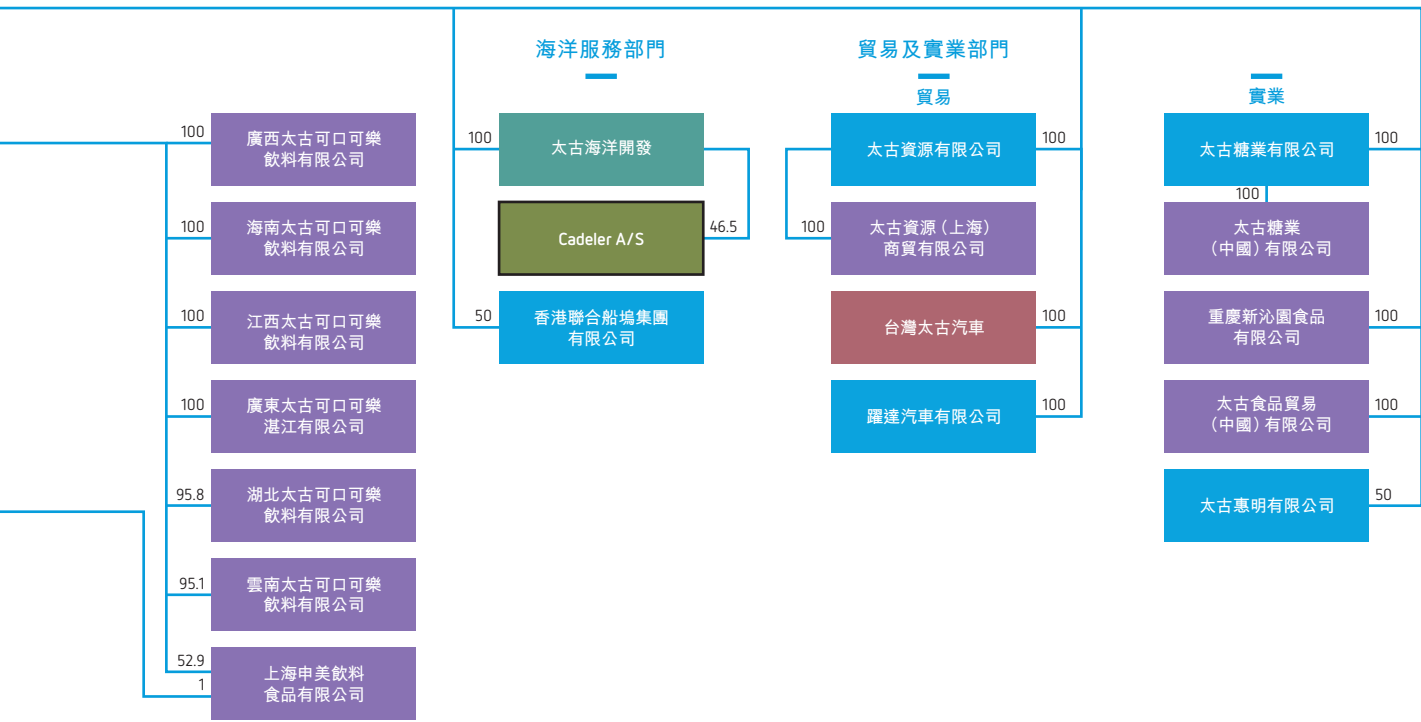 100
廣西太古可口可樂
飲料有限公司
100
海南太古可口可樂
飲料有限公司
100
江西太古可口可樂
飲料有限公司
100
廣東太古可口可樂
湛江有限公司
95.8
湖北太古可口可樂
飲料有限公司
95.1
雲南太古可口可樂
飲料有限公司
52.9
1
上海申美飲料
食品有限公司
海洋服務部門
100
太古海洋開發
Cadeler A/S
46.5
50
香港聯合船塢集團
有限公司
貿易及實業部門
貿易
太古資源有限公司
100
100
太古資源（上海）
商貿有限公司
台灣太古汽車
100
躍達汽車有限公司
100
實業
太古糖業有限公司
100
100
太古糖業
（中國）有限公司
重慶新沁園食品
有限公司
100
太古食品貿易
（中國）有限公司
100
太古惠明有限公司
50